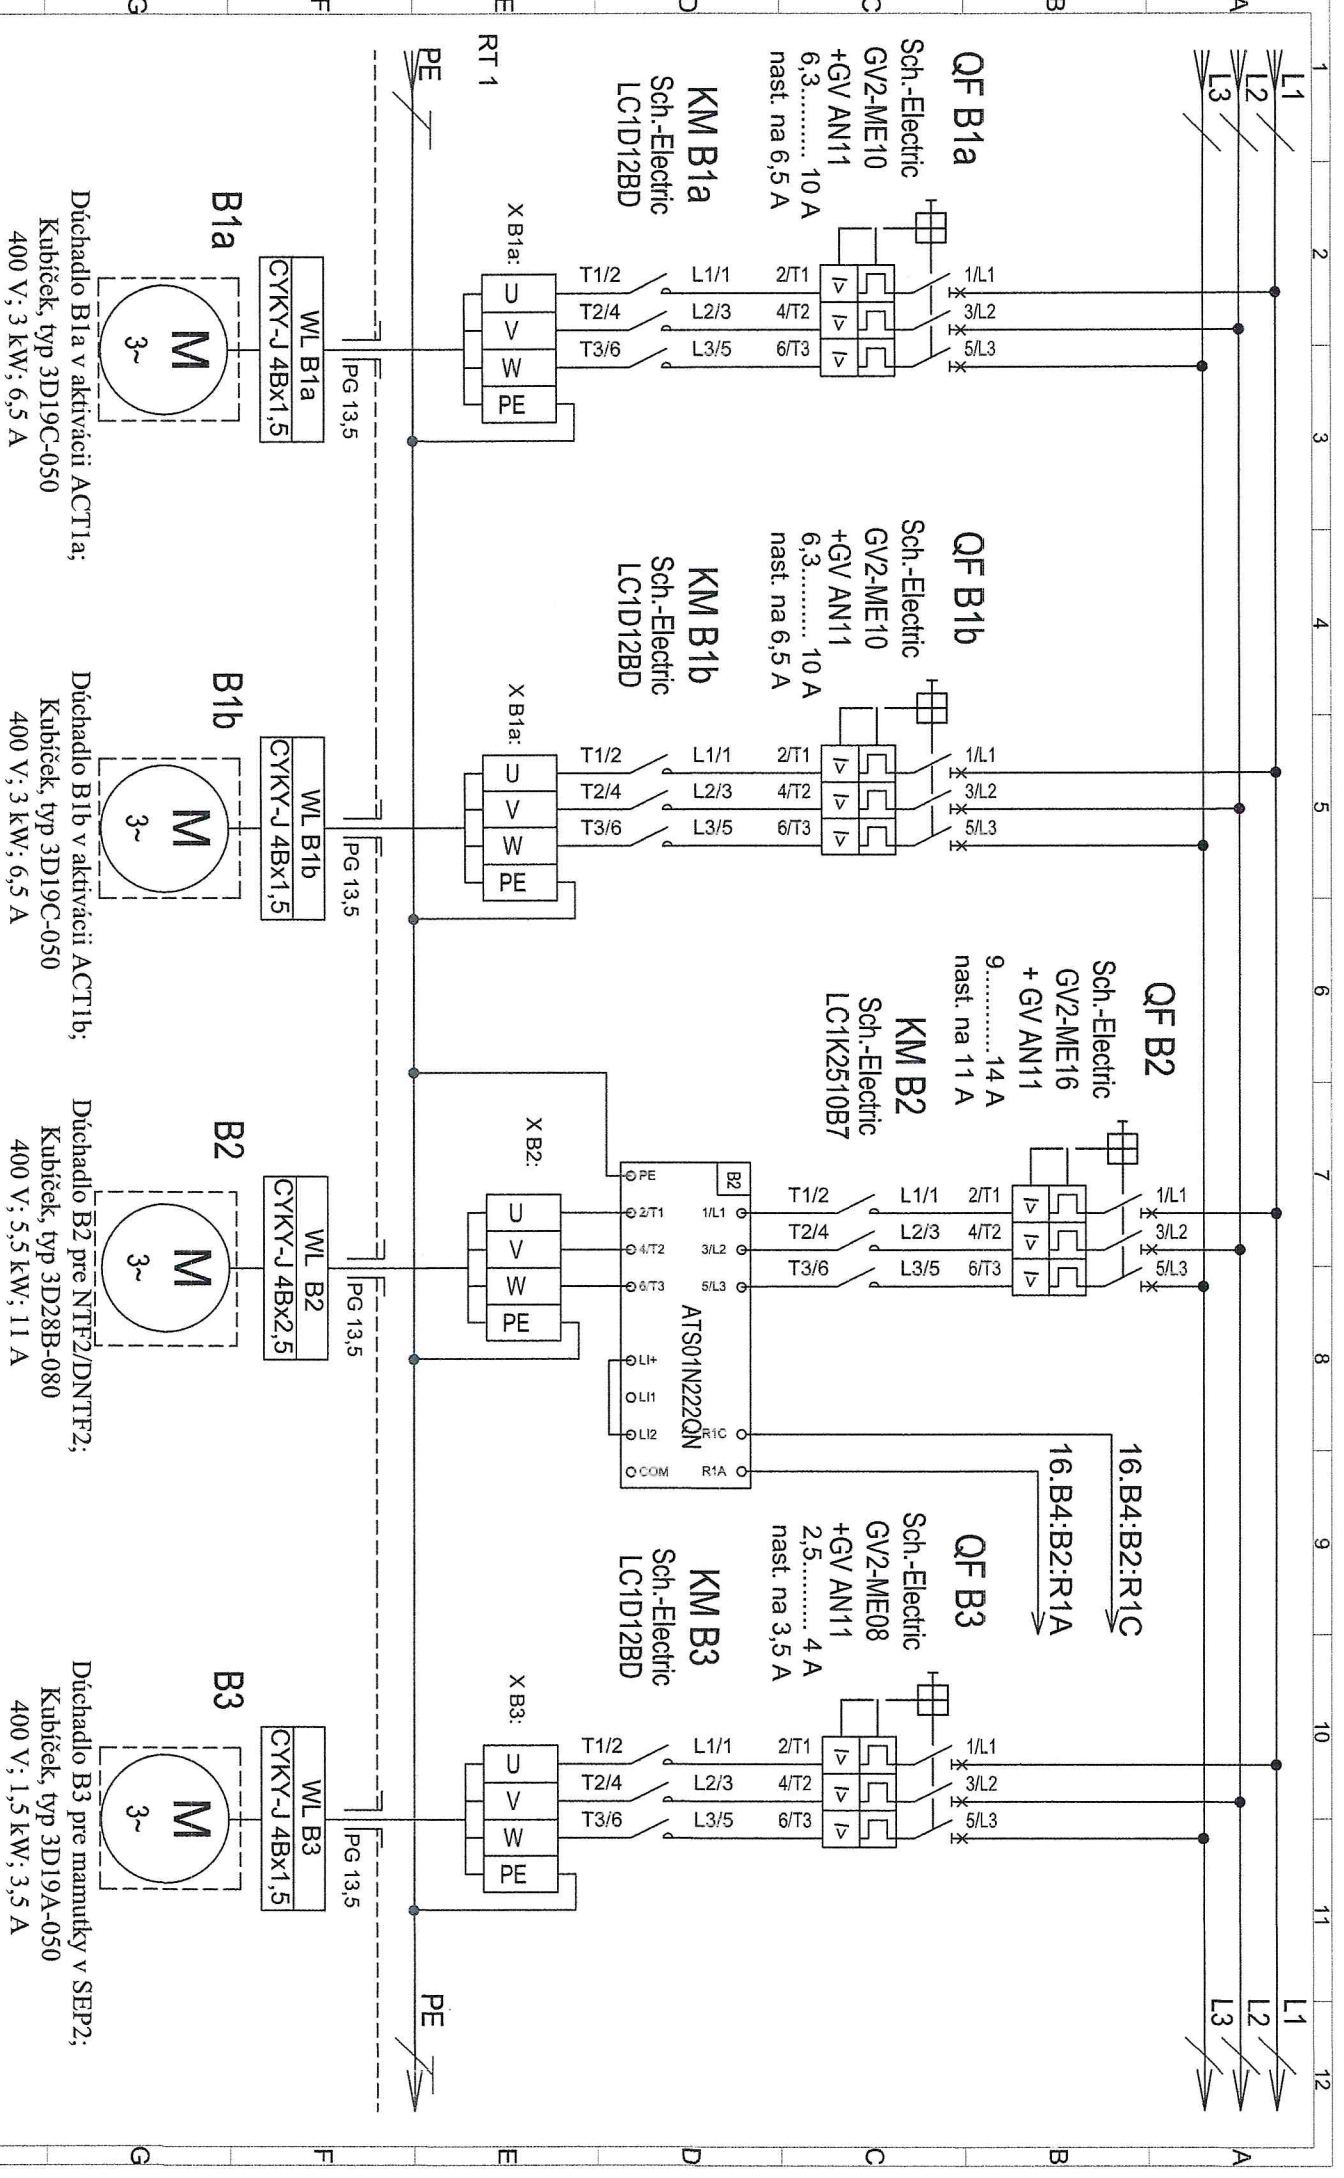 1
2
3
4
5
6
7
8
9
10
11
12
A
B
C
D
E
F
G
A
B
C
D
E
F
G
L1
L2
L3
L1
L2
L3
QF B1a
Sch.-Electric
GV2-ME10
+GV AN11
6,3.......... 10 A
nast. na 6,5 A
1/L1
3/L2
5/L3
I>
I>
I>
2/T1
4/T2
6/T3
KM B1a
Sch.-Electric
LC1D12BD
L1/1
L2/3
L3/5
T1/2
T2/4
T3/6
X B1a:
U
V
W
PE
RT 1
PE
PG 13,5
WL B1a
CYKY-J 4Bx1,5
B1a
M
3~
Dúchadlo B1a v aktivácii ACT1a;
Kubíček, typ 3D19C-050
400 V; 3 kW; 6,5 A
QF B1b
Sch.-Electric
GV2-ME10
+GV AN11
6,3.......... 10 A
nast. na 6,5 A
1/L1
3/L2
5/L3
I>
I>
I>
2/T1
4/T2
6/T3
KM B1b
Sch.-Electric
LC1D12BD
L1/1
L2/3
L3/5
T1/2
T2/4
T3/6
X B1a:
U
V
W
PE
PG 13,5
WL B1b
CYKY-J 4Bx1,5
B1b
M
3~
Dúchadlo B1b v aktivácii ACT1b;
Kubíček, typ 3D19C-050
400 V; 3 kW; 6,5 A
QF B2
Sch.-Electric
GV2-ME16
+ GV AN11
9............ 14 A
nast. na 11 A
1/L1
3/L2
5/L3
I>
I>
I>
2/T1
4/T2
6/T3
KM B2
Sch.-Electric
LC1K2510B7
L1/1
L2/3
L3/5
T1/2
T2/4
T3/6
16.B4:B2:R1C
16.B4:B2:R1A
B2
1/L1
3/L2
5/L3
R1C
R1A
ATS01N222QN
PE
2/T1
4/T2
6/T3
LI+
LI1
LI2
COM
X B2:
U
V
W
PE
PG 13,5
WL B2
CYKY-J 4Bx2,5
B2
M
3~
Dúchadlo B2 pre NTF2/DNTF2;
Kubíček, typ 3D28B-080
400 V; 5,5 kW; 11 A
QF B3
Sch.-Electric
GV2-ME08
+GV AN11
2,5.......... 4 A
nast. na 3,5 A
1/L1
3/L2
5/L3
I>
I>
I>
2/T1
4/T2
6/T3
KM B3
Sch.-Electric
LC1D12BD
L1/1
L2/3
L3/5
T1/2
T2/4
T3/6
X B3:
U
V
W
PE
PE
PG 13,5
WL B3
CYKY-J 4Bx1,5
B3
M
3~
Dúchadlo B3 pre mamutky v SEP2;
Kubíček, typ 3D19A-050
400 V; 1,5 kW; 3,5 A